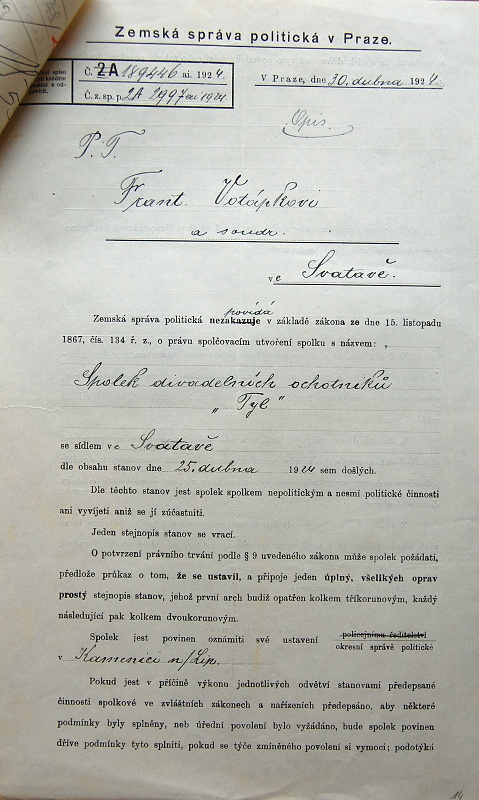 Zemská správa politická v Praze.
Č. 2A 189446 ai. 1924.
V Praze, dne 30. dubna 1924.
Č. z. sp. p. 2A 2997 ai 1924
Opis.
P. T.
Frant. Votápkovi
a soudr.
ve Svatavě.
povídá
Zemská správa politická nezakazuje v základě zákona ze dne 15. listopadu
1867, čís. 134 ř. z., o právu spolčovacím utvoření spolku s názvem: „
Spolek divadelních ochotníků
„Tyl“
se sídlem ve Svatavě
dle obsahu stanov dne 25. dubna 1924 sem došlých.
Dle těchto stanov jest spolek spolkem nepolitickým a nesmí politické činnosti
ani vyvíjeti aniž se jí zúčastniti.
Jeden stejnopis stanov se vrací.
O potvrzení právního trvání podle § 9 uvedeného zákona může spolek požádati,
předlože průkaz o tom, že se ustavil, a připoje jeden úplný, všelikých oprav
prostý stejnopis stanov, jehož první arch budiž opatřen kolkem tříkorunovým, každý
následující pak kolkem dvoukorunovým.
Spolek jest povinen oznámiti své ustavení policejnímu ředitelství
okresní správě politické
v Kamenici n/Lip.
Pokud jest v příčině výkonu jednotlivých odvětví stanovami předepsané
činnosti spolkové ve zvláštních zákonech a nařízeních předepsáno, aby některé
podmínky byly splněny, neb úřední povolení bylo vyžádáno, bude spolek povinen
dříve podmínky tyto splniti, pokud se týče zmíněného povolení si vymoci; podotýká
14